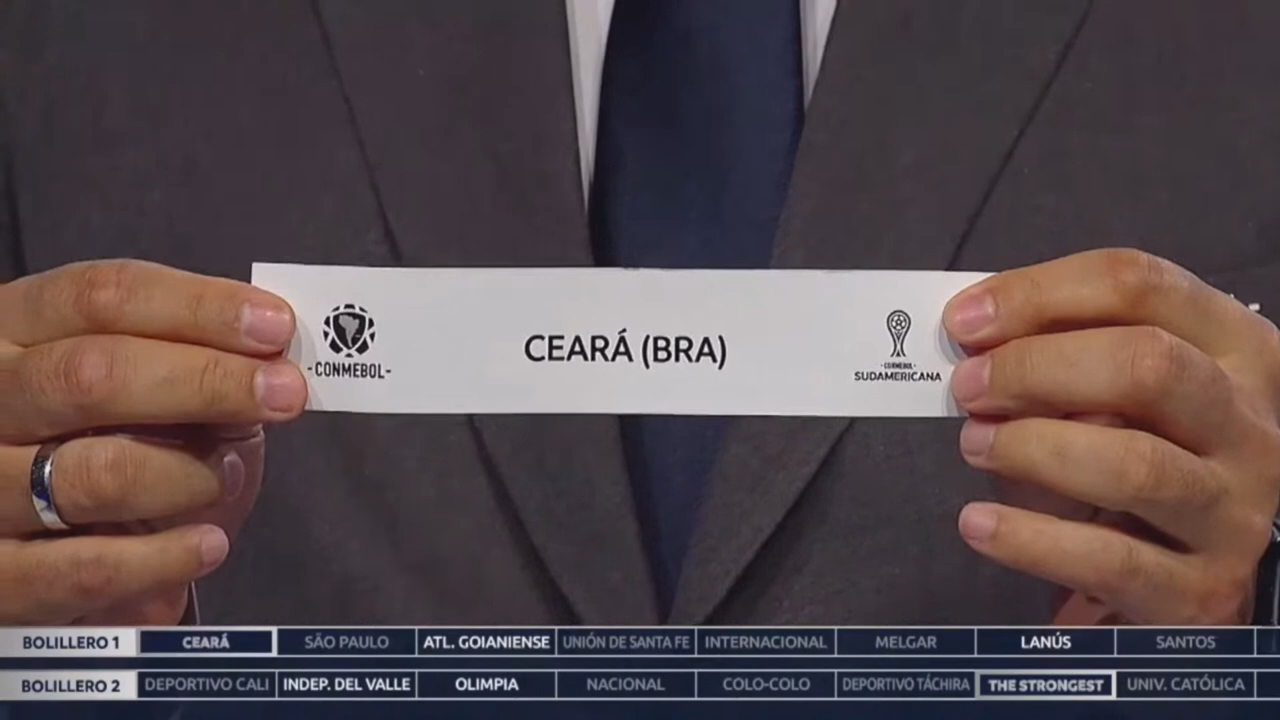 CEARÁ (BRA)
-CONMEBOL-
-CONMEBOL-
SUDAMERICANA
BOLILLERO 1 CEARÁ SÃO PAULO ATL. GOIANIENSE UNIÓN DE SANTA FE INTERNACIONAL MELGAR LANÚS SANTOS
BOLILLERO 2 DEPORTIVO CALI INDEP. DEL VALLE OLIMPIA NACIONAL COLO-COLO DEPORTIVO TÁCHIRA THE STRONGEST UNIV. CATÓLICA